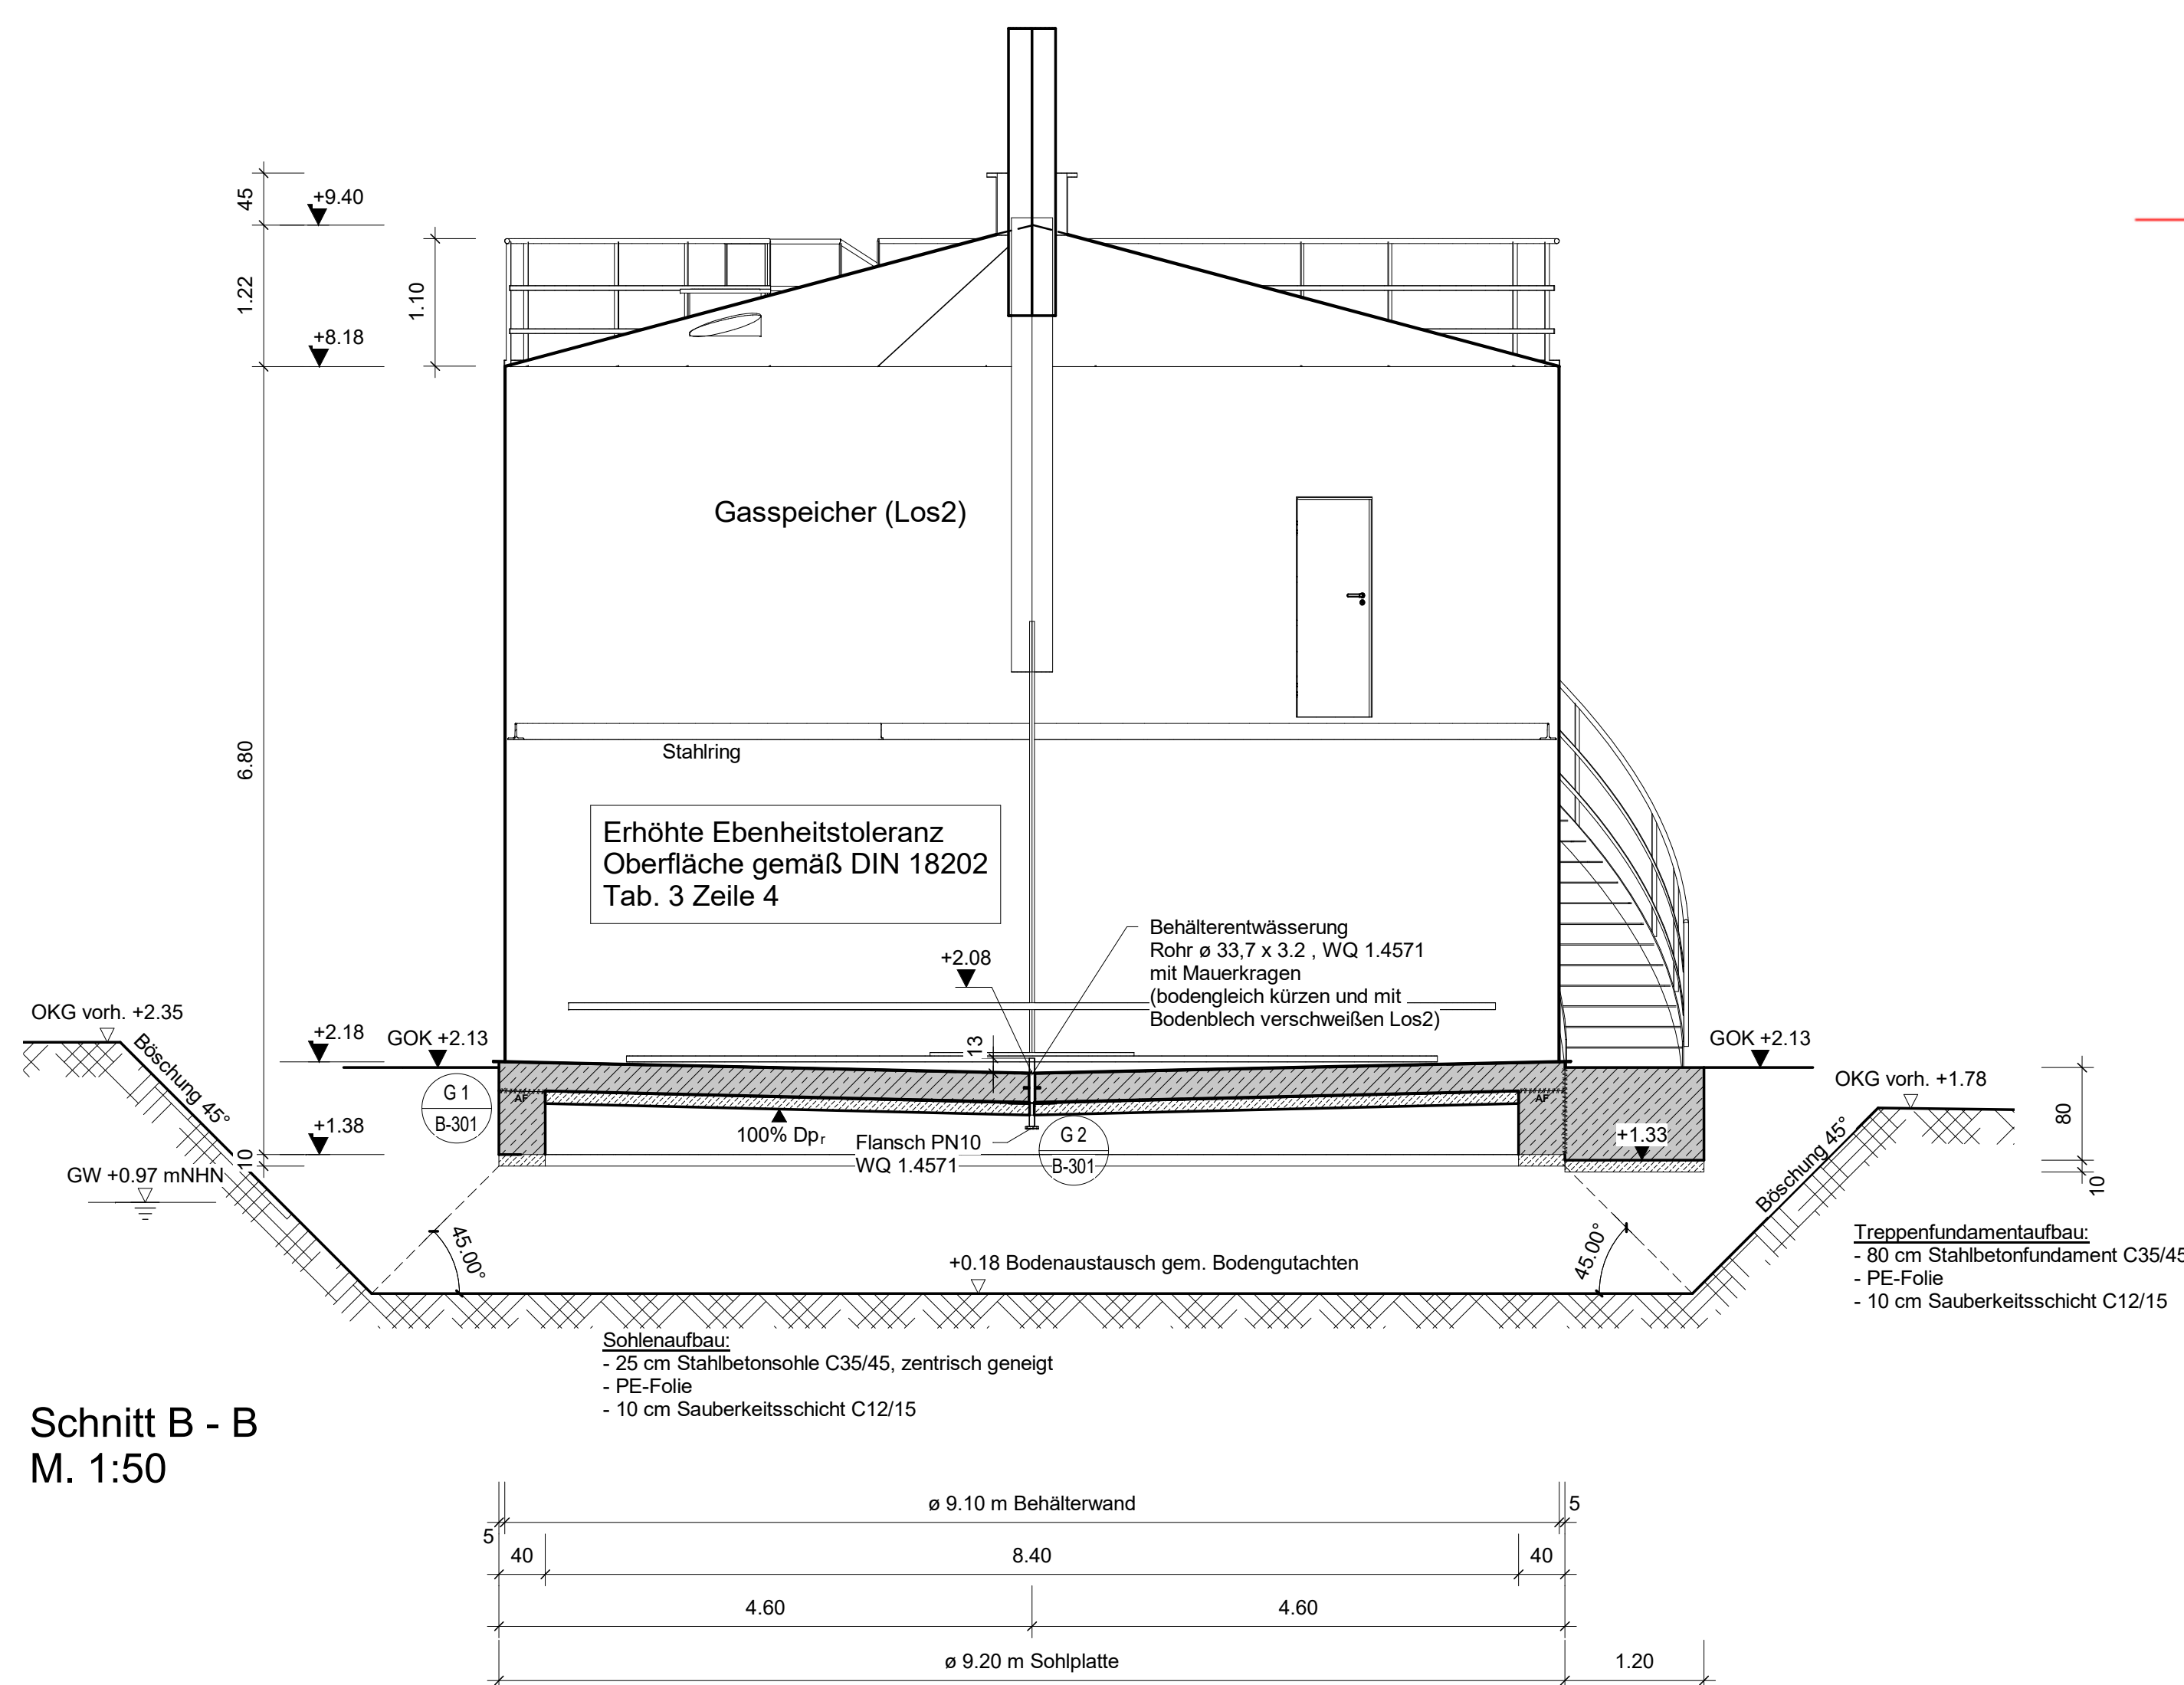 45
+9.40
1.22
1.10
+8.18
Gasspeicher (Los2)
6.80
Stahlring
Erhöhte Ebenheitstoleranz
Oberfläche gemäß DIN 18202
Tab. 3 Zeile 4
Behälterentwässerung
Rohr ø 33,7 x 3.2 , WQ 1.4571
mit Mauerkragen
(bodengleich kürzen und mit
Bodenblech verschweißen Los2)
+2.08
13
OKG vorh. +2.35
Böschung 45°
+2.18
GOK +2.13
GOK +2.13
OKG vorh. +1.78
G 1
B-301
AF
AF
+1.38
100% Dpr
Flansch PN10
WQ 1.4571
G 2
B-301
+1.33
80
10
Böschung 45°
10
GW +0.97 mNHN
45.00°
45.00°
+0.18 Bodenaustausch gem. Bodengutachten
Treppenfundamentaufbau:
- 80 cm Stahlbetonfundament C35/45
- PE-Folie
- 10 cm Sauberkeitsschicht C12/15
Sohlenaufbau:
- 25 cm Stahlbetonsohle C35/45, zentrisch geneigt
- PE-Folie
- 10 cm Sauberkeitsschicht C12/15
Schnitt B - B
M. 1:50
ø 9.10 m Behälterwand
5
5
40
8.40
40
4.60
4.60
ø 9.20 m Sohlplatte
1.20